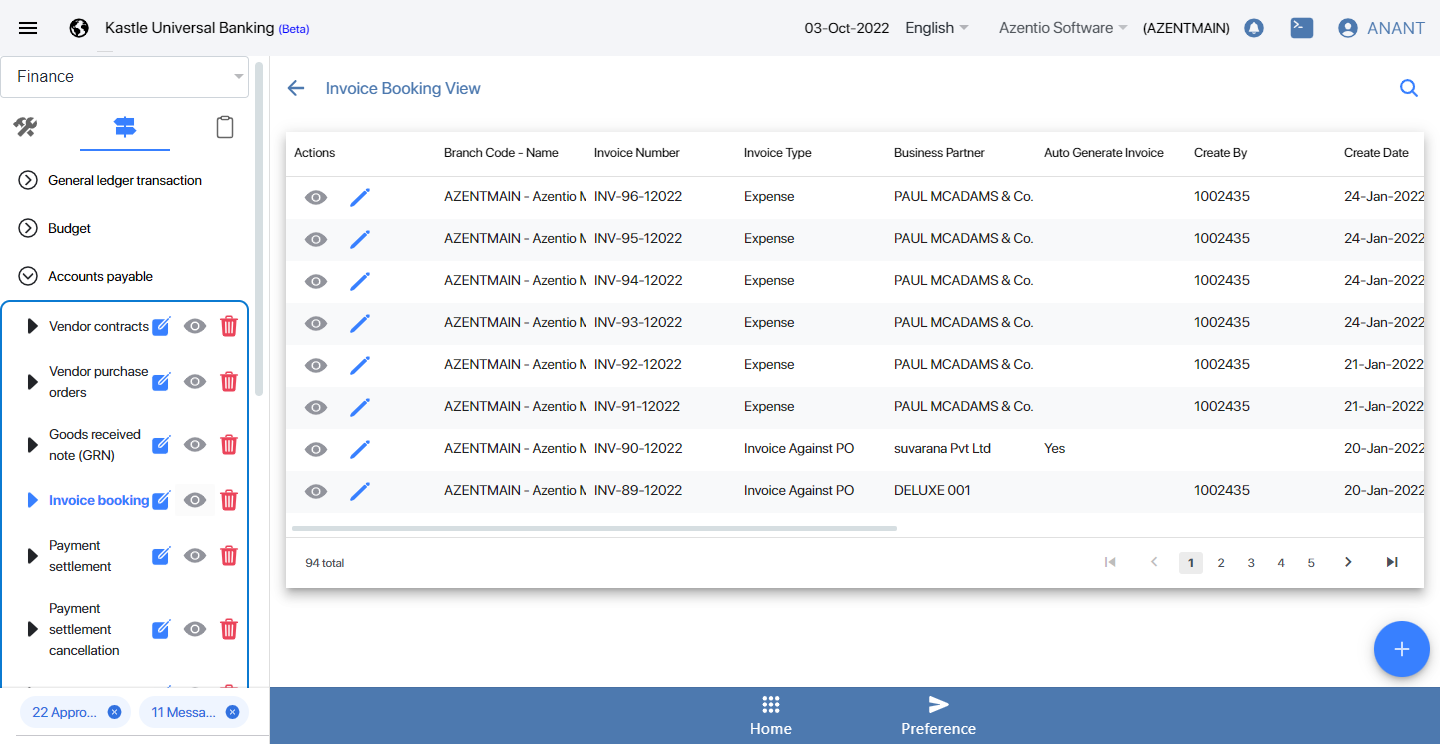 Kastle Universal Banking (Beta) 03-Oct-2022 English Azentio Software (AZENTMAIN) ANANT
Finance
General ledger transaction
Budget
Accounts payable
Vendor contracts
Vendor purchase
orders
Goods received
note (GRN)
Invoice booking
Payment
settlement
Payment
settlement
cancellation
22 Appro... 11 Messa...
Invoice Booking View
Actions Branch Code - Name Invoice Number Invoice Type Business Partner Auto Generate Invoice Create By Create Date
AZENTMAIN - Azentio M INV-96-12022 Expense PAUL MCADAMS & Co. 1002435 24-Jan-2022
AZENTMAIN - Azentio M INV-95-12022 Expense PAUL MCADAMS & Co. 1002435 24-Jan-2022
AZENTMAIN - Azentio M INV-94-12022 Expense PAUL MCADAMS & Co. 1002435 24-Jan-2022
AZENTMAIN - Azentio M INV-93-12022 Expense PAUL MCADAMS & Co. 1002435 24-Jan-2022
AZENTMAIN - Azentio M INV-92-12022 Expense PAUL MCADAMS & Co. 1002435 21-Jan-2022
AZENTMAIN - Azentio M INV-91-12022 Expense PAUL MCADAMS & Co. 1002435 21-Jan-2022
AZENTMAIN - Azentio M INV-90-12022 Invoice Against PO suvarana Pvt Ltd Yes 20-Jan-2022
AZENTMAIN - Azentio M INV-89-12022 Invoice Against PO DELUXE 001 1002435 20-Jan-2022
94 total 1 2 3 4 5
Home Preference